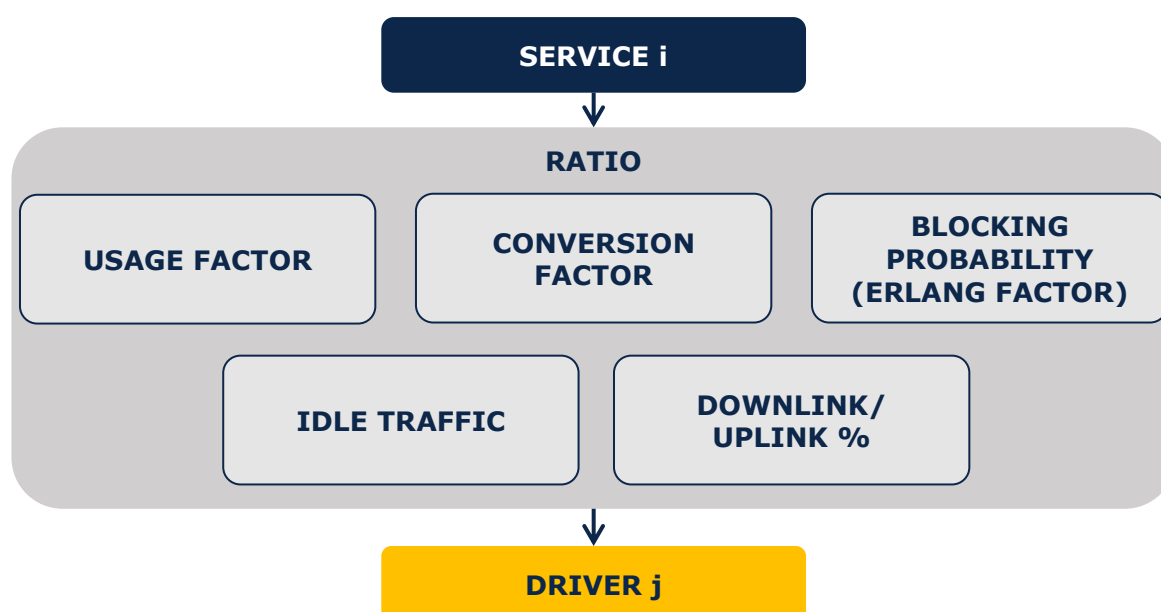 SERVICE i
RATIO
USAGE FACTOR
CONVERSION
FACTOR
BLOCKING
PROBABILITY
(ERLANG FACTOR)
IDLE TRAFFIC
DOWNLINK/
UPLINK %
DRIVER j